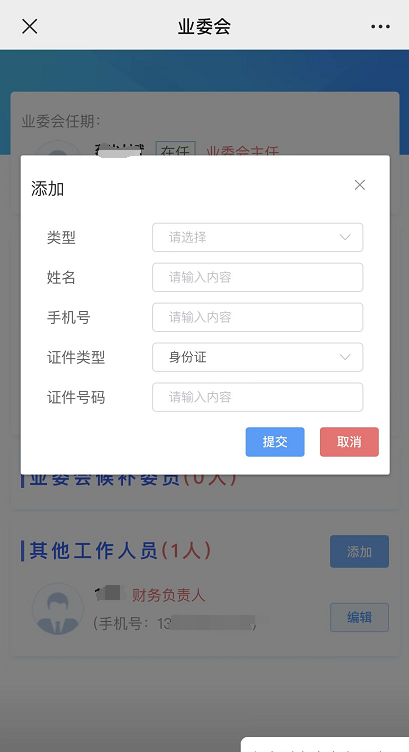 业委会
业委会任期：
在任 业委会主任
添加
类型 请选择
姓名 请输入内容
手机号 请输入内容
证件类型 身份证
证件号码 请输入内容
提交 取消
业委会候补委员(0人)
其他工作人员(1人) 添加
财务负责人
(手机号：13 编辑